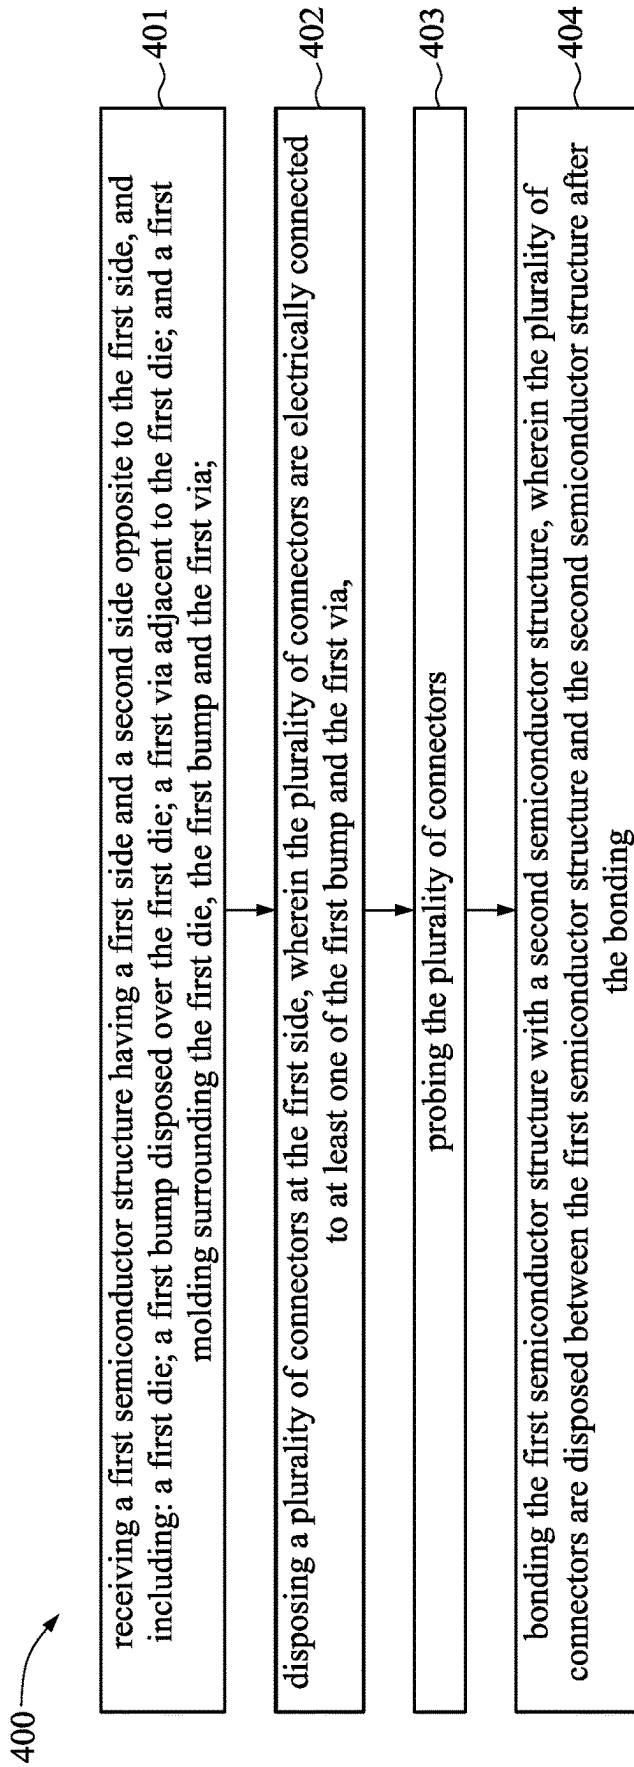 400
receiving a first semiconductor structure having a first side and a second side opposite to the first side, and
including: a first die; a first bump disposed over the first die; a first via adjacent to the first die; and a first
molding surrounding the first die, the first bump and the first via;
401
disposing a plurality of connectors at the first side, wherein the plurality of connectors are electrically connected
to at least one of the first bump and the first via,
402
probing the plurality of connectors
403
bonding the first semiconductor structure with a second semiconductor structure, wherein the plurality of
connectors are disposed between the first semiconductor structure and the second semiconductor structure after
the bonding
404